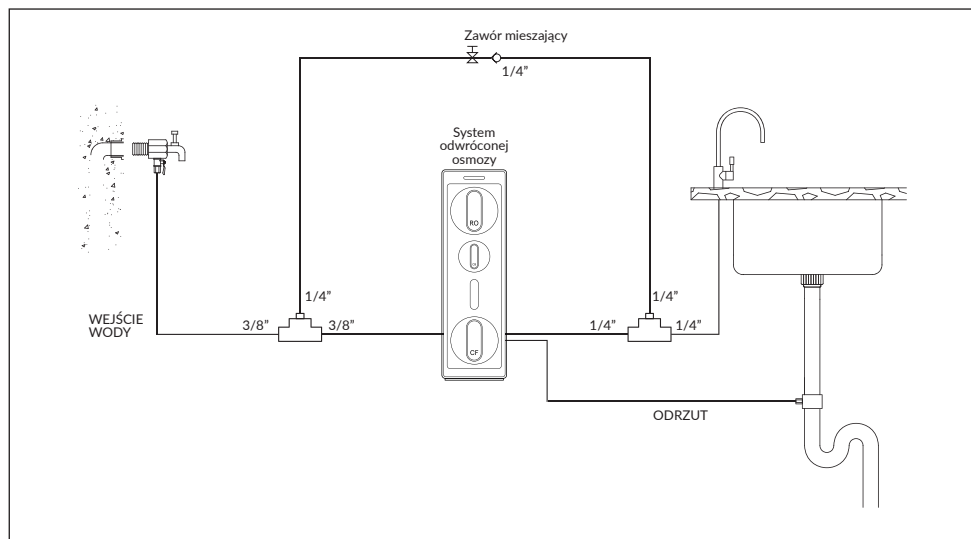 Zawór mieszający
1/4”
System
odwróconej
osmozy
RO
1/4”
1/4”
WEJŚCIE
WODY
3/8”
3/8”
1/4”
1/4”
CF
ODRZUT